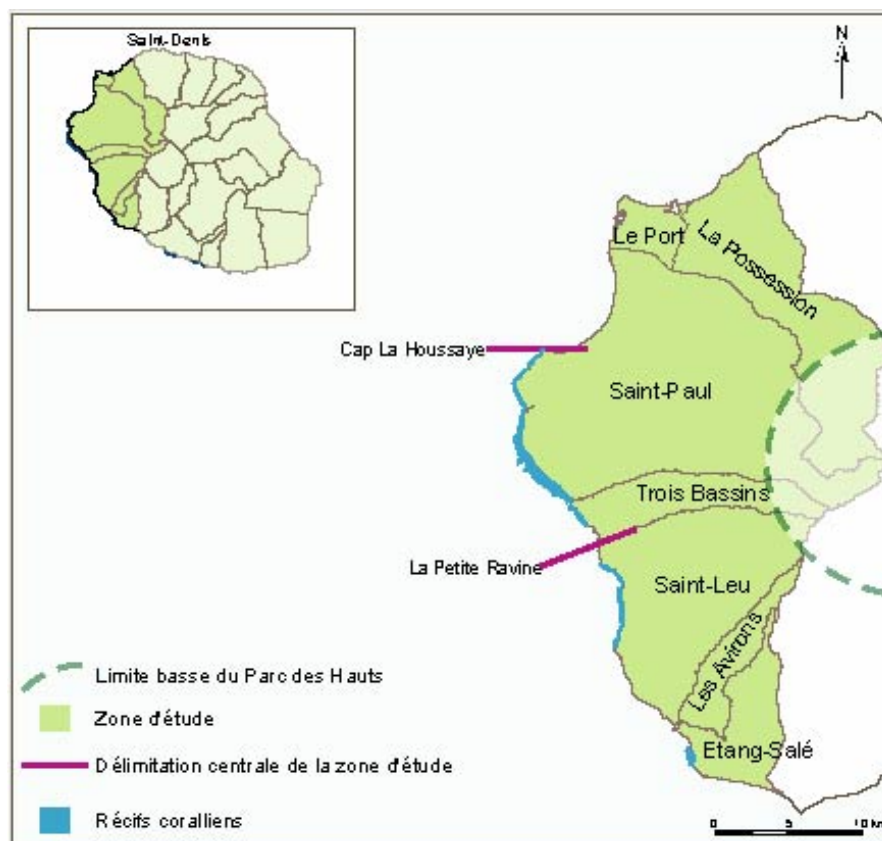 Saint-Denis
N
Le Port
La Possession
Cap La Houssaye
Saint-Paul
Trois Bassins
La Petite Ravine
Saint-Leu
Les Avirons
Etang-Salé
Limite basse du Parc des Hauts
Zone d'étude
Délimitation centrale de la zone d'étude
Récifs coralliens
0 5 10 km